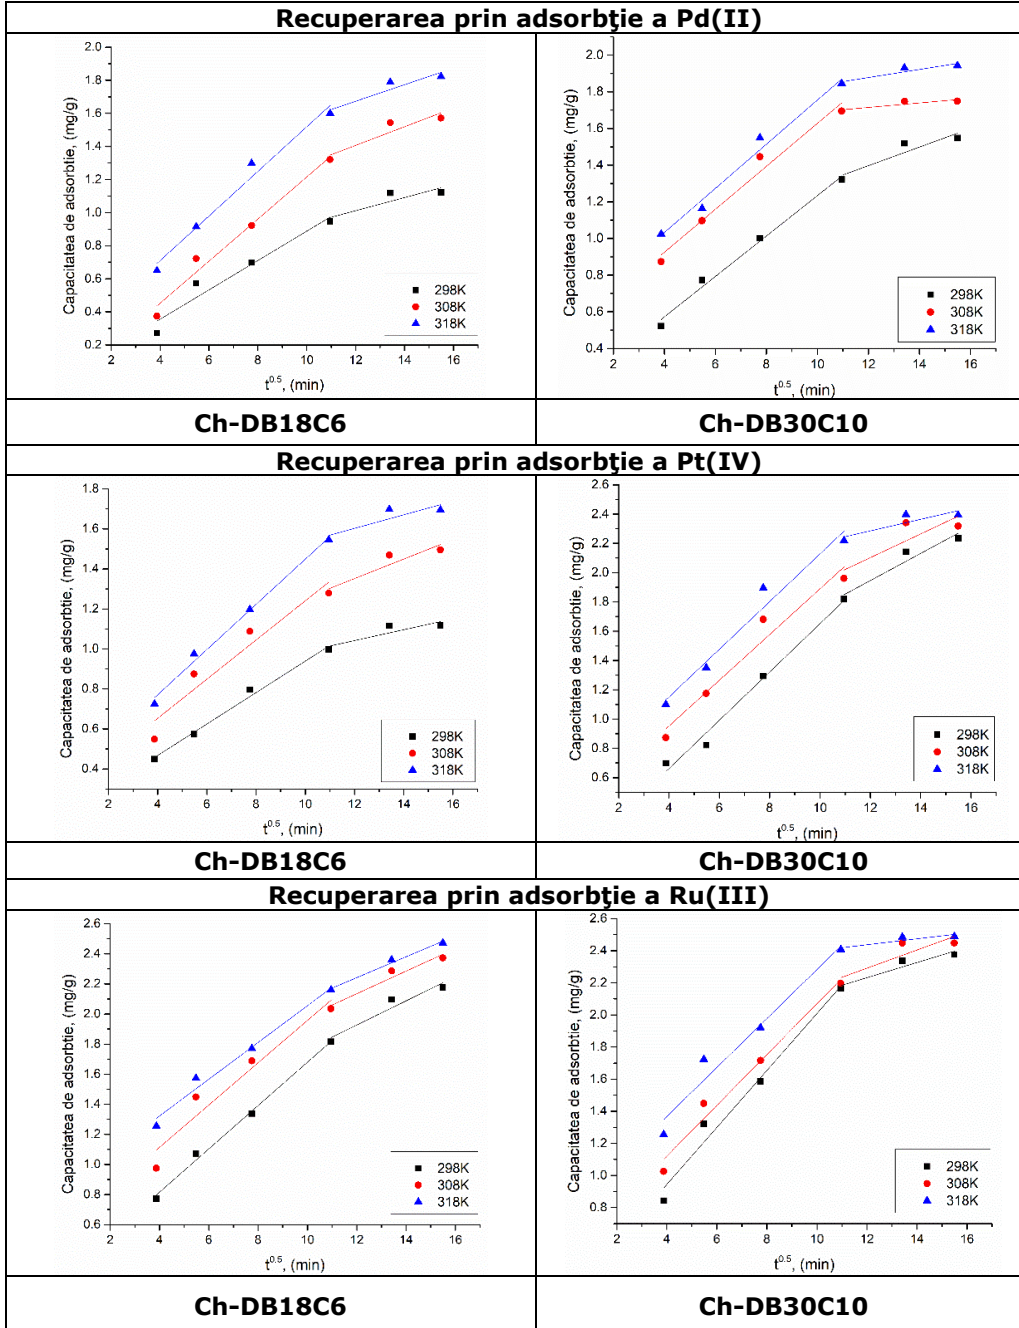 Recuperarea prin adsorbţie a Pd(II)
Capacitatea de adsorbtie, (mg/g)
2.0
1.8
1.6
1.4
1.2
1.0
0.8
0.6
0.4
0.2
2 4 6 8 10 12 14 16
t^0.5, (min)
298K
308K
318K
Capacitatea de adsorbtie, (mg/g)
2.0
1.8
1.6
1.4
1.2
1.0
0.8
0.6
0.4
2 4 6 8 10 12 14 16
t^0.5, (min)
298K
308K
318K
Ch-DB18C6
Ch-DB30C10
Recuperarea prin adsorbţie a Pt(IV)
Capacitatea de adsorbtie, (mg/g)
1.8
1.6
1.4
1.2
1.0
0.8
0.6
0.4
2 4 6 8 10 12 14 16
t^0.5, (min)
298K
308K
318K
Capacitatea de adsorbtie, (mg/g)
2.6
2.4
2.2
2.0
1.8
1.6
1.4
1.2
1.0
0.8
0.6
2 4 6 8 10 12 14 16
t^0.5, (min)
298K
308K
318K
Ch-DB18C6
Ch-DB30C10
Recuperarea prin adsorbţie a Ru(III)
Capacitatea de adsorbtie, (mg/g)
2.6
2.4
2.2
2.0
1.8
1.6
1.4
1.2
1.0
0.8
0.6
2 4 6 8 10 12 14 16
t^0.5, (min)
298K
308K
318K
Capacitatea de adsorbtie, (mg/g)
2.6
2.4
2.2
2.0
1.8
1.6
1.4
1.2
1.0
0.8
2 4 6 8 10 12 14 16
t^0.5, (min)
298K
308K
318K
Ch-DB18C6
Ch-DB30C10